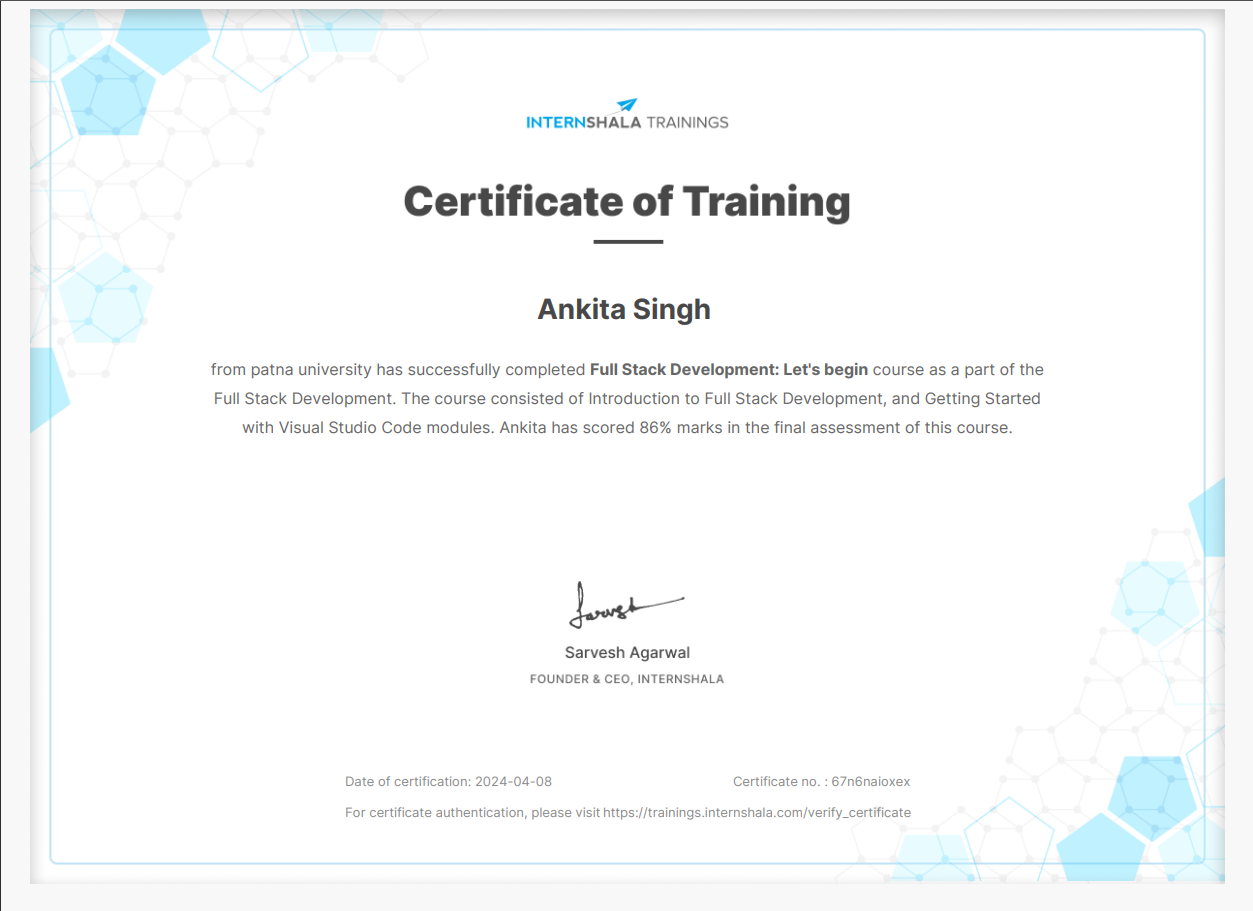 INTERNSHALA TRAININGS
Certificate of Training
Ankita Singh
from patna university has successfully completed Full Stack Development: Let's begin course as a part of the
Full Stack Development. The course consisted of Introduction to Full Stack Development, and Getting Started
with Visual Studio Code modules. Ankita has scored 86% marks in the final assessment of this course.
Sarvesh
Sarvesh Agarwal
FOUNDER & CEO, INTERNSHALA
Date of certification: 2024-04-08 Certificate no. : 67n6naioxex
For certificate authentication, please visit https://trainings.internshala.com/verify_certificate